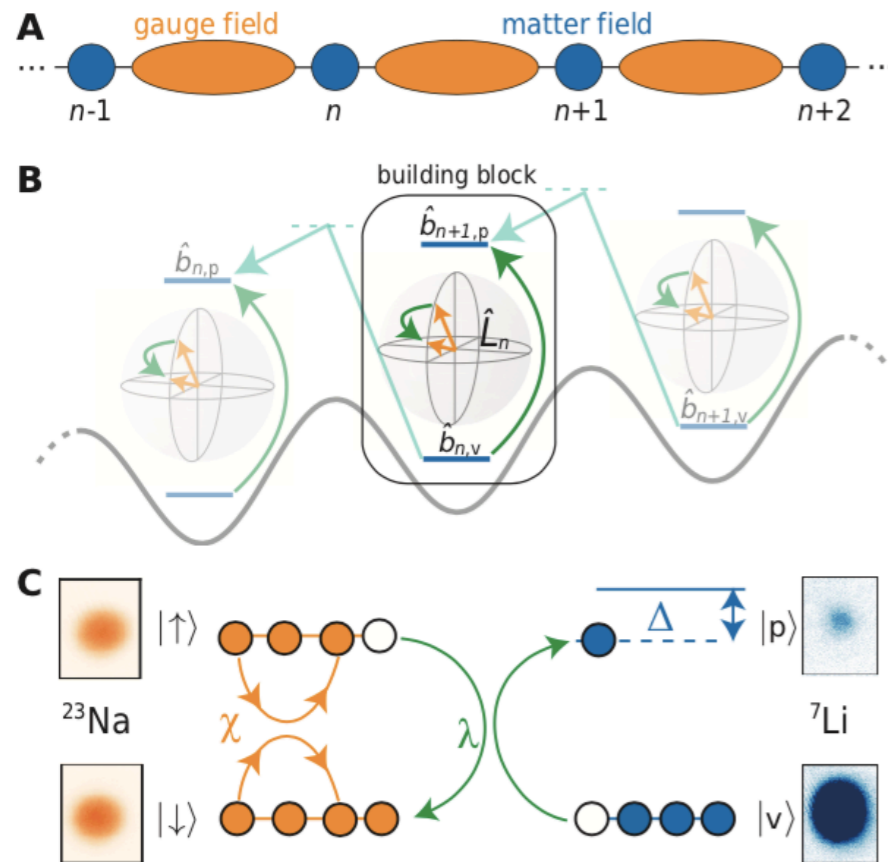 A
gauge field
matter field
... ...
n-1 n n+1 n+2
B
building block
b̂ₙ₊₁,ₚ
b̂ₙ,ₚ
L̂ₙ
b̂ₙ₊₁,ᵥ
b̂ₙ,ᵥ
C
|↑⟩ Δ |p⟩
²³Na χ λ ⁷Li
|↓⟩ |v⟩